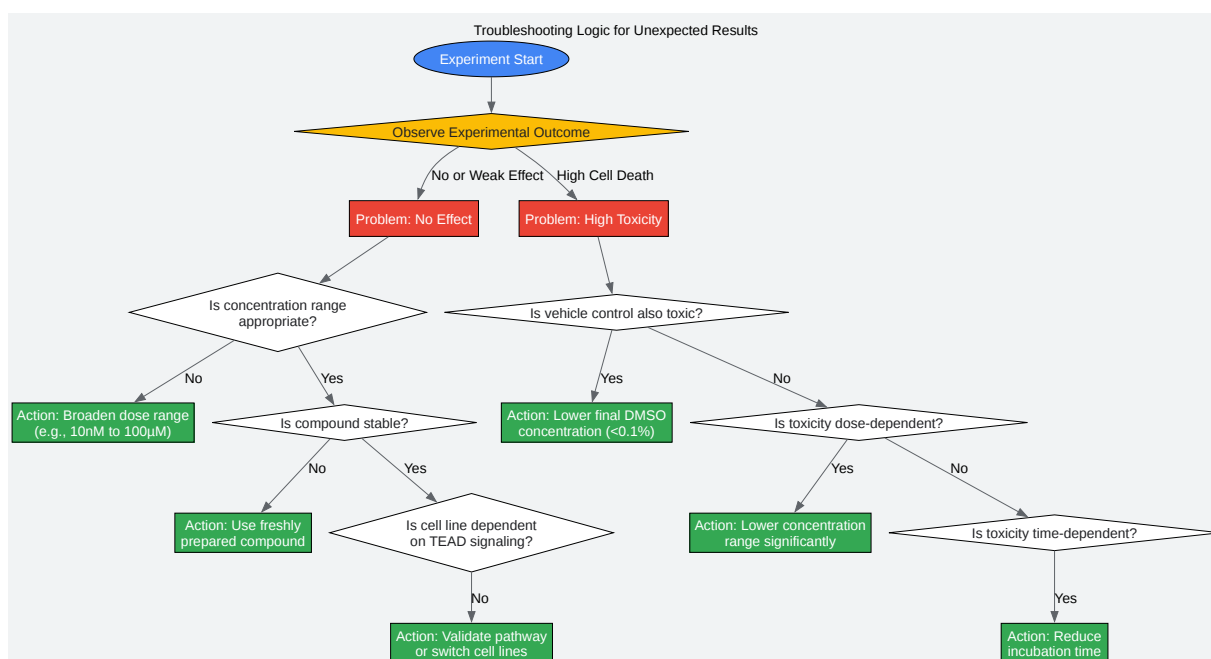 Troubleshooting Logic for Unexpected Results
Experiment Start
Observe Experimental Outcome
No or Weak Effect
High Cell Death
Problem: No Effect
Problem: High Toxicity
Is concentration range
appropriate?
Is vehicle control also toxic?
No
Yes
Yes
No
Action: Broaden dose range
(e.g., 10nM to 100µM)
Is compound stable?
Action: Lower final DMSO
concentration (<0.1%)
Is toxicity dose-dependent?
No
Yes
Yes
No
Action: Use freshly
prepared compound
Is cell line dependent
on TEAD signaling?
Action: Lower concentration
range significantly
Is toxicity time-dependent?
No
Yes
Action: Validate pathway
or switch cell lines
Action: Reduce
incubation time